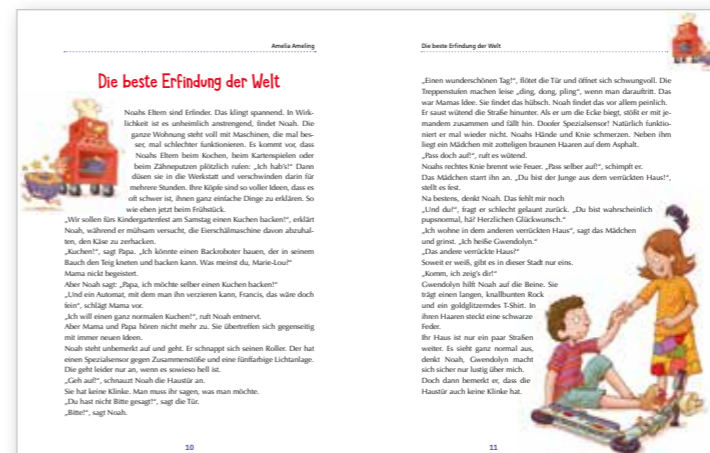 Amelia Ameling
Die beste Erfindung der Welt
Noahs Eltern sind Erfinder. Das klingt spannend. In Wirk-
lichkeit ist es unheimlich anstrengend, findet Noah. Die
ganze Wohnung steht voll mit Maschinen, die mal bes-
ser, mal schlechter funktionieren. Es kommt vor, dass
Noahs Eltern beim Kochen, beim Kartenspielen oder
beim Zähneputzen plötzlich rufen: „Ich hab's!“ Dann
düsen sie in die Werkstatt und verschwinden darin für
mehrere Stunden. Ihre Köpfe sind so voller Ideen, dass es
oft schwer ist, ihnen ganz einfache Dinge zu erklären. So
wie eben jetzt beim Frühstück.
„Wir sollen fürs Kindergartenfest am Samstag einen Kuchen backen!“, erklärt
Noah, während er mühsam versucht, die Eierschälmaschine davon abzuhal-
ten, den Käse zu zerhacken.
„Kuchen!“, sagt Papa. „Ich könnte einen Backroboter bauen, der in seinem
Bauch den Teig kneten und backen kann. Was meinst du, Marie-Lou?“
Mama nickt begeistert.
Aber Noah sagt: „Papa, ich möchte selber einen Kuchen backen!“
„Und ein Automat, mit dem man ihn verzieren kann, Francis, das wäre doch
fein“, schlägt Mama vor.
„Ich will einen ganz normalen Kuchen!“, ruft Noah entnervt.
Aber Mama und Papa hören nicht mehr zu. Sie übertreffen sich gegenseitig
mit immer neuen Ideen.
Noah steht unbemerkt auf und geht. Er schnappt sich seinen Roller. Der hat
einen Spezialsensor gegen Zusammenstöße und eine fünffarbige Lichtanlage.
Die geht leider nur an, wenn es sowieso hell ist.
„Geh auf!“, schnauzt Noah die Haustür an.
Sie hat keine Klinke. Man muss ihr sagen, was man möchte.
„Du hast nicht Bitte gesagt!“, sagt die Tür.
„Bitte!“, sagt Noah.
10
Die beste Erfindung der Welt
„Einen wunderschönen Tag!“, flötet die Tür und öffnet sich schwungvoll. Die
Treppenstufen machen leise „ding, dong, pling“, wenn man darauftritt. Das
war Mamas Idee. Sie findet das hübsch. Noah findet das vor allem peinlich.
Er saust wütend die Straße hinunter. Als er um die Ecke biegt, stößt er mit je-
mandem zusammen und fällt hin. Doofer Spezialsensor! Natürlich funktio-
niert er mal wieder nicht. Noahs Hände und Knie schmerzen. Neben ihm
liegt ein Mädchen mit zotteligen braunen Haaren auf dem Asphalt.
„Pass doch auf!“, ruft es wütend.
Noahs rechtes Knie brennt wie Feuer. „Pass selber auf!“, schimpft er.
Das Mädchen starrt ihn an. „Du bist der Junge aus dem verrückten Haus!“,
stellt es fest.
Na bestens, denkt Noah. Das fehlt mir noch
„Und du?“, fragt er schlecht gelaunt zurück. „Du bist wahrscheinlich
pupsnormal, hä? Herzlichen Glückwunsch.“
„Ich wohne in dem anderen verrückten Haus“, sagt das Mädchen
und grinst. „Ich heiße Gwendolyn.“
„Das andere verrückte Haus?“
Soweit er weiß, gibt es in dieser Stadt nur eins.
„Komm, ich zeig's dir!“
Gwendolyn hilft Noah auf die Beine. Sie
trägt einen langen, knallbunten Rock
und ein goldglitzerndes T-Shirt. In
ihren Haaren steckt eine schwarze
Feder.
Ihr Haus ist nur ein paar Straßen
weiter. Es sieht ganz normal aus,
denkt Noah, Gwendolyn macht
sich sicher nur lustig über mich.
Doch dann bemerkt er, dass die
Haustür auch keine Klinke hat.
11